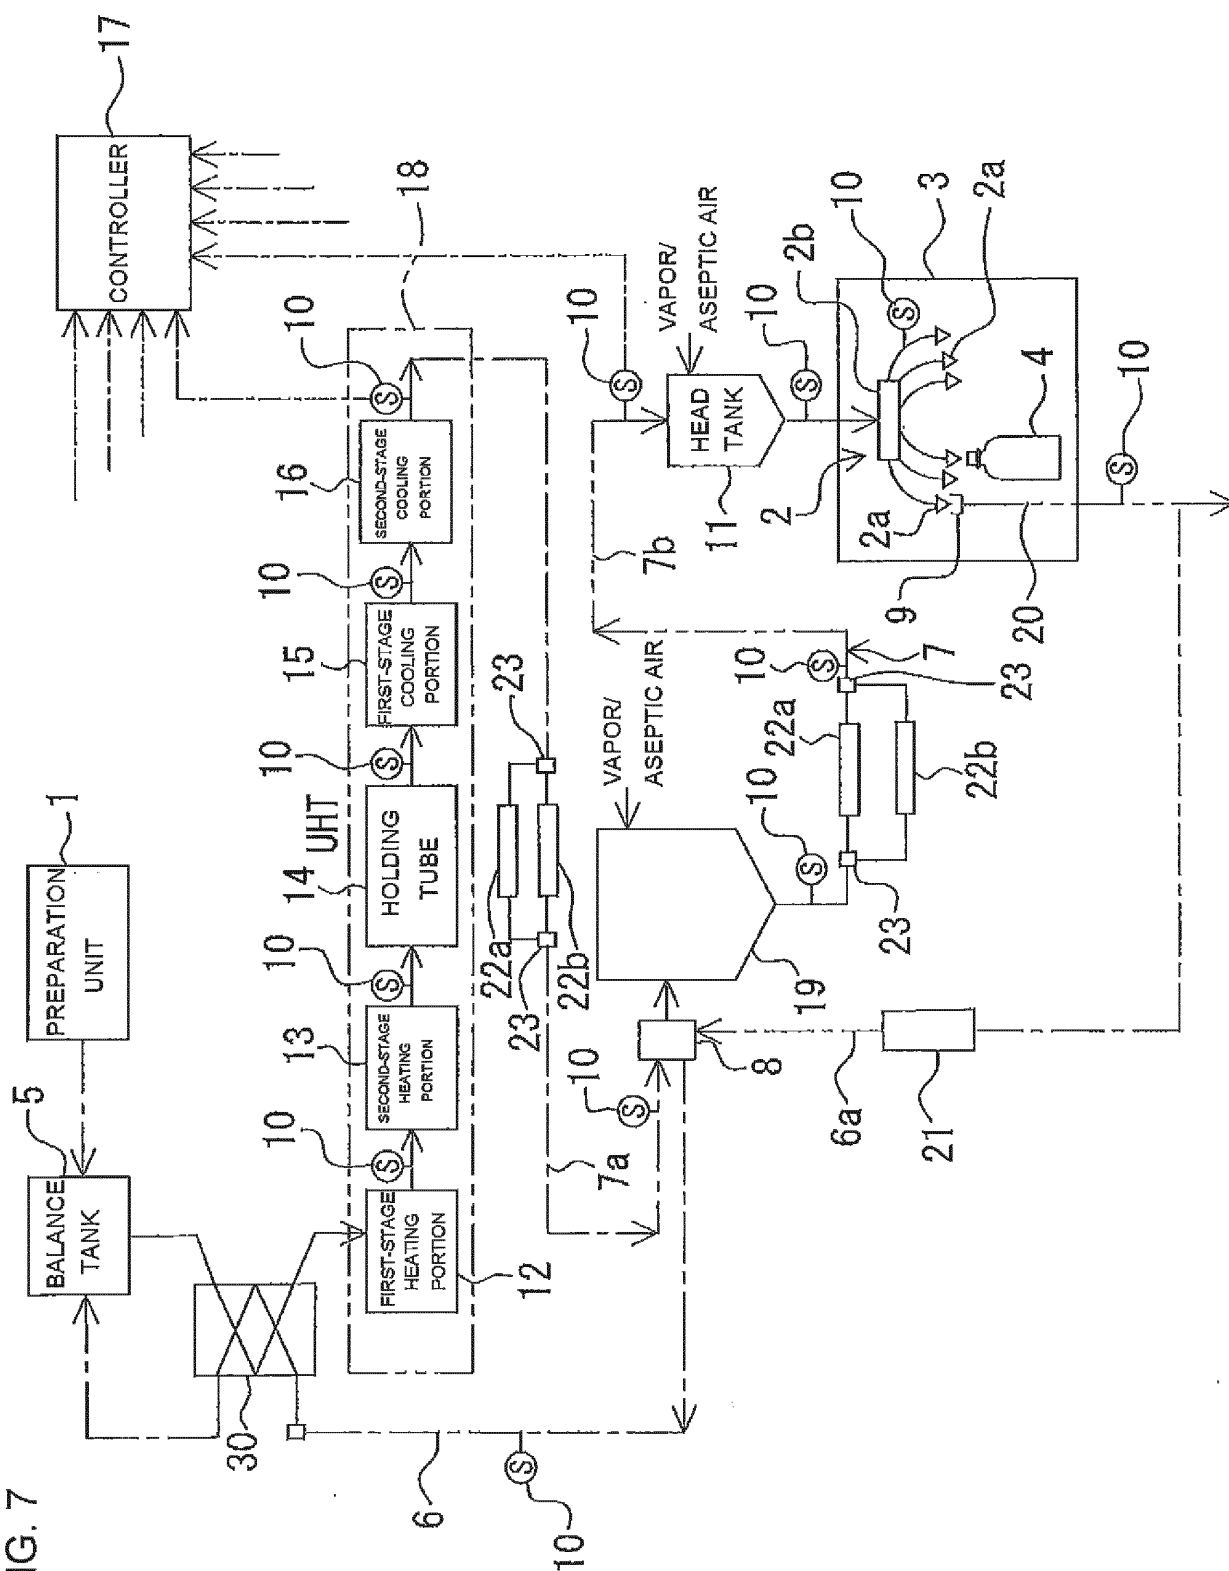 IG. 7
PREPARATION
UNIT
1
BALANCE
TANK
5
30
CONTROLLER
17
18
UHT
FIRST-STAGE
HEATING
PORTION
12
10
SECOND-STAGE
HEATING
PORTION
13
10
HOLDING
TUBE
14
10
FIRST-STAGE
COOLING
PORTION
15
10
SECOND-STAGE
COOLING
PORTION
16
10
S
S
S
S
S
22a
22b
23
23
7a
6
S
10
S
10
8
VAPOR/
ASEPTIC AIR
19
S
10
22a
22b
23
23
S
10
7
7b
S
10
VAPOR/
ASEPTIC AIR
HEAD
TANK
11
S
10
2
2b
S
10
3
2a
2a
4
9
20
S
10
6a
21